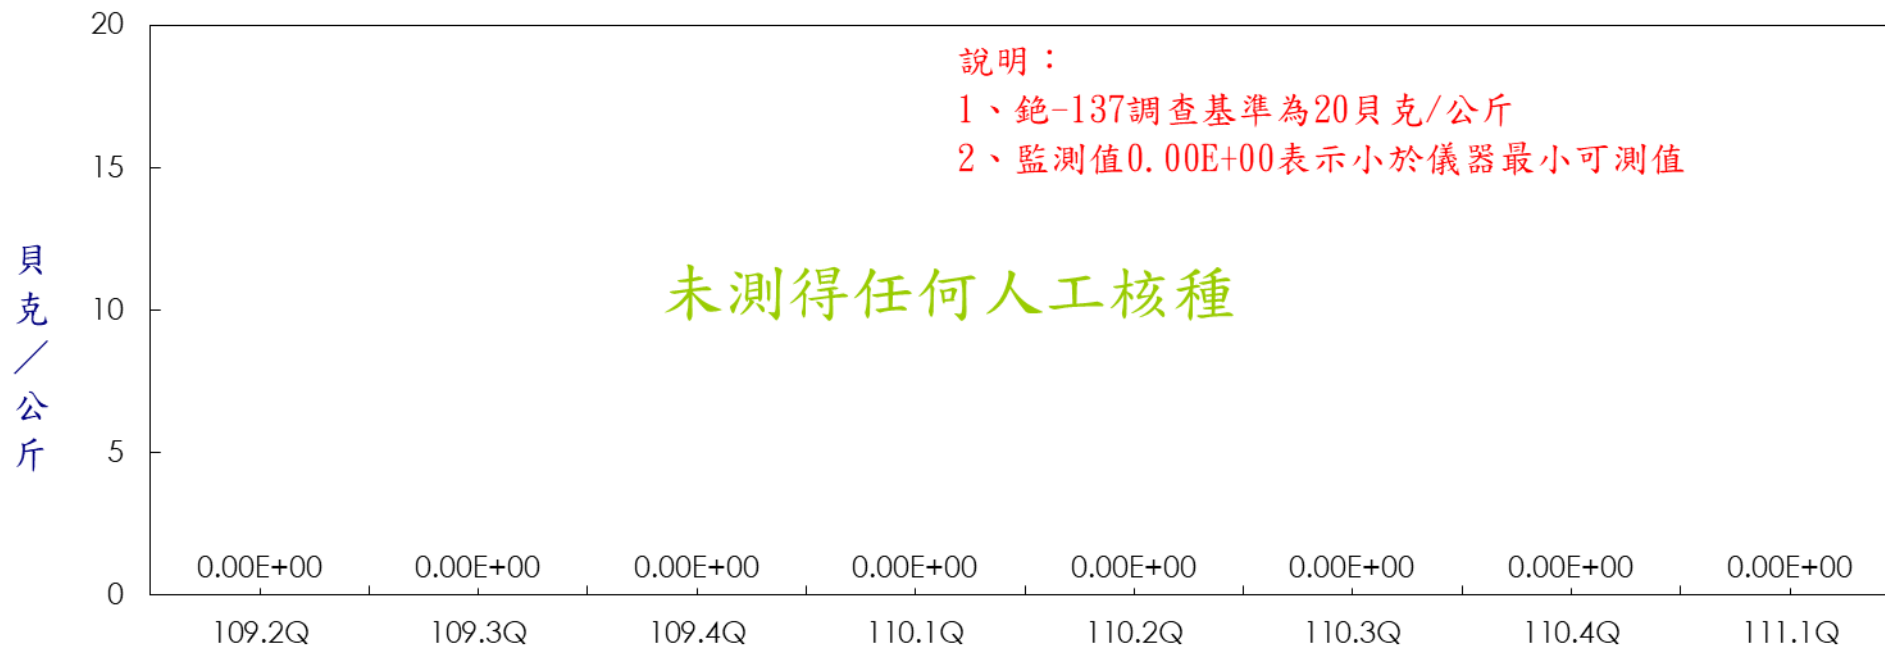 20
說明：
1、銫-137調查基準為20貝克/公斤
2、監測值0.00E+00表示小於儀器最小可測值
15
貝克／公斤
未測得任何人工核種
10
5
0.00E+00 0.00E+00 0.00E+00 0.00E+00 0.00E+00 0.00E+00 0.00E+00 0.00E+00
0
109.2Q 109.3Q 109.4Q 110.1Q 110.2Q 110.3Q 110.4Q 111.1Q